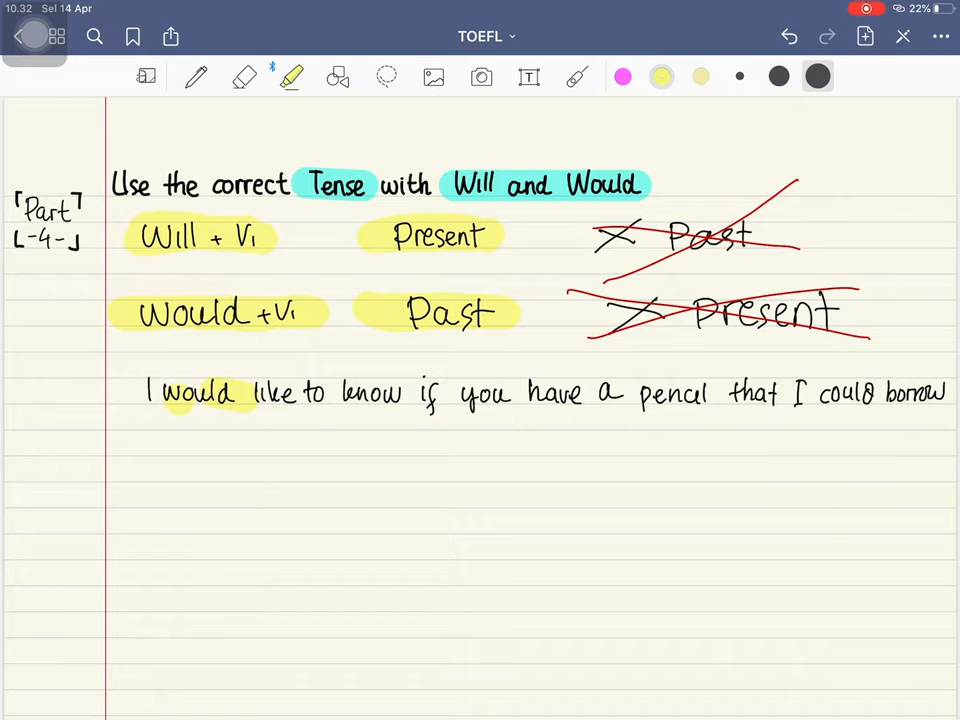 10.32 Sel 14 Apr
22%
TOEFL
T
Use the correct Tense with Will and Would
「Part」
L-4-」
Will + V1 Present X Past
Would + V1 Past X Present
I would like to know if you have a pencil that I could borrow